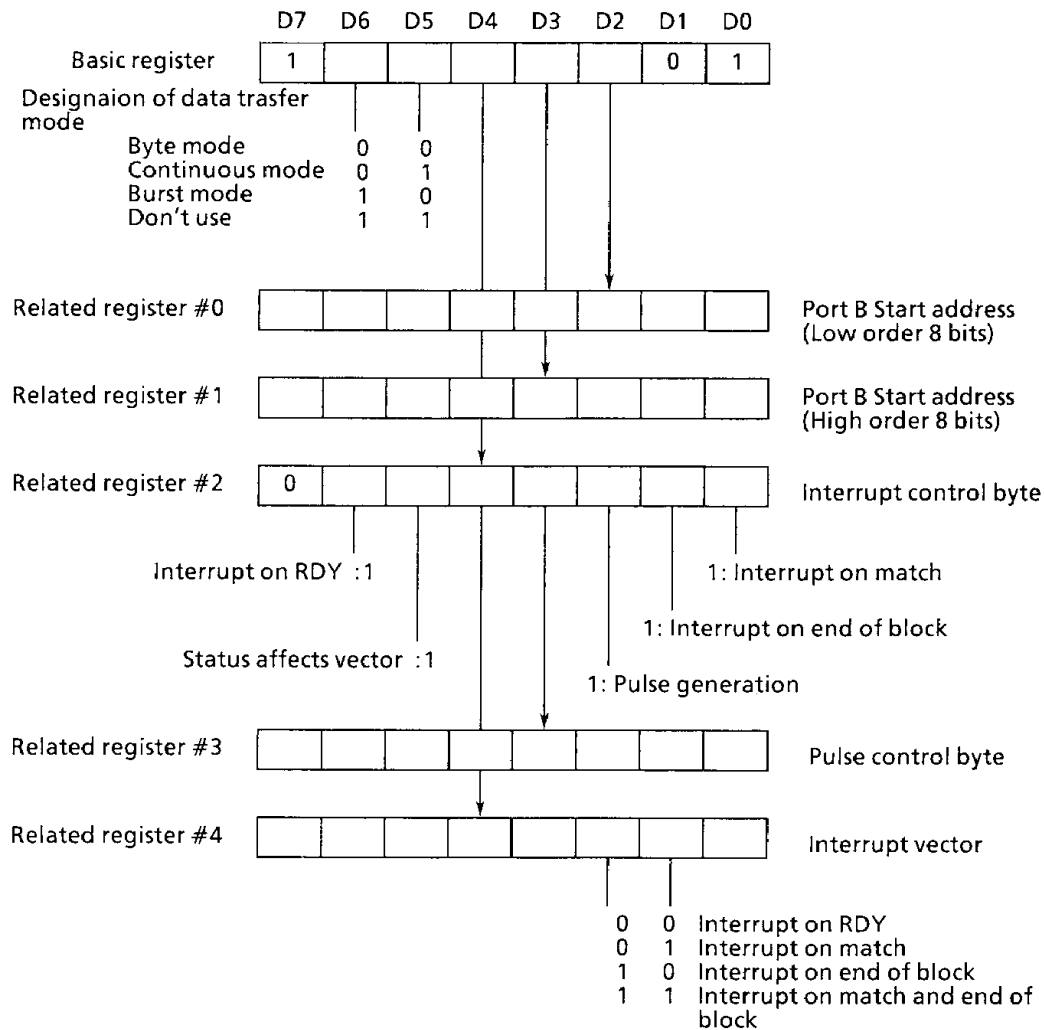 D7 D6 D5 D4 D3 D2 D1 D0
Basic register 1 0 1
Designaion of data trasfer
mode
Byte mode 0 0
Continuous mode 0 1
Burst mode 1 0
Don't use 1 1
Related register #0
Port B Start address
(Low order 8 bits)
Related register #1
Port B Start address
(High order 8 bits)
Related register #2 0 Interrupt control byte
Interrupt on RDY :1
1: Interrupt on match
1: Interrupt on end of block
Status affects vector :1
1: Pulse generation
Related register #3 Pulse control byte
Related register #4 Interrupt vector
0 0 Interrupt on RDY
0 1 Interrupt on match
1 0 Interrupt on end of block
1 1 Interrupt on match and end of
block